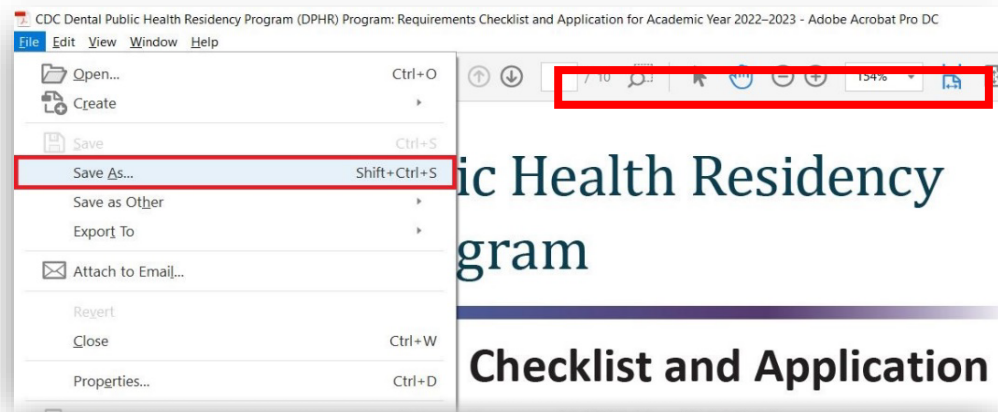 CDC Dental Public Health Residency Program (DPHR) Program: Requirements Checklist and Application for Academic Year 2022–2023 - Adobe Acrobat Pro DC
File Edit View Window Help
Open... Ctrl+O
Create
Save Ctrl+S
Save As... Shift+Ctrl+S
Save as Other
Export To
Attach to Email...
Revert
Close Ctrl+W
Properties... Ctrl+D
/ 10 154%
ic Health Residency
gram
Checklist and Application